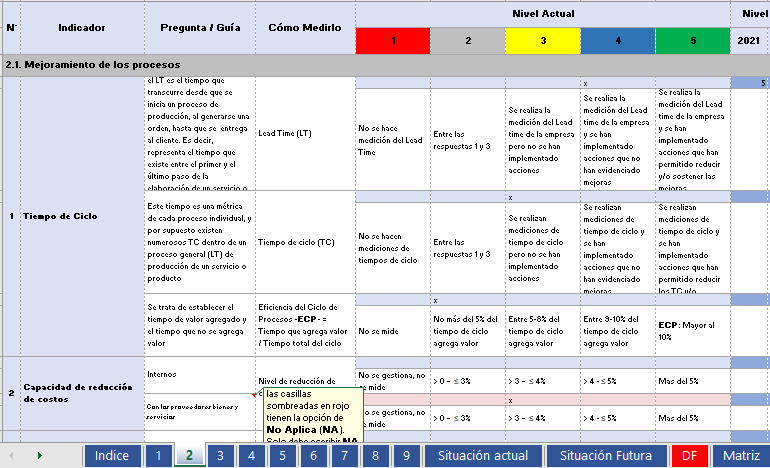 Nivel Actual
Nivel
N°
Indicador
Pregunta / Guía
Cómo Medirlo
1
2
3
4
5
2021
2.1. Mejoramiento de los procesos
x
5
1
Tiempo de Ciclo
el LT es el tiempo que
transcurre desde que se
inicia un proceso de
producción, al generarse una
orden, hasta que se entrega
al cliente. Es decir,
representa el tiempo que
existe entre el primer y el
último paso de la
elaboración de un servicio o
Lead Time (LT)
No se hace
medición del Lead
Time
Entre las
respuestas 1 y 3
Se realiza la
medición del Lead
time de la empresa
pero no se han
implementado
acciones
Se realiza la
medición del Lead
time de la empresa
y se han
implementado
acciones que no
han evidenciado
mejoras
Se realiza la
medición del Lead
time de la empresa
y se han
implementado
acciones que han
permitido reducir
y/o sostener las
mejoras
x
Este tiempo es una métrica
de cada proceso individual, y
por supuesto existen
numerosos TC dentro de un
proceso general (LT) de
producción de un servicio o
producto
Tiempo de ciclo (TC)
No se hacen
mediciones de
tiempos de ciclo
Entre las
respuestas 1 y 3
Se realizan
mediciones de
tiempo de ciclo
pero no se han
implementado
acciones
Se realizan
mediciones de
tiempo de ciclo y
se han
implementado
acciones que no
han evidenciado
mejoras
Se realizan
mediciones de
tiempo de ciclo y
se han
implementado
acciones que han
permitido reducir
los TC y/o
x
Se trata de establecer el
tiempo de valor agregado y
el tiempo que no se agrega
valor
Eficiencia del Ciclo de
Procesos -ECP- =
Tiempo que agrega valor
/ Tiempo total del ciclo
No se mide
No más del 5% del
tiempo de ciclo
agrega valor
Entre 5-8% del
tiempo de ciclo
agrega valor
Entre 9-10% del
tiempo de ciclo
agrega valor
ECP: Mayor al
10%
2
Capacidad de reducción
de costos
Internos
Nivel de reducción de
No se gestiona, no
se mide
> 0 - ≤ 3%
> 3 - ≤ 4%
> 4 - ≤ 5%
Mas del 5%
x
Con los proveedores bienes y
servicios
No se gestiona, no
se mide
> 0 - ≤ 3%
> 3 - ≤ 4%
> 4 - ≤ 5%
Mas del 5%
las casillas
sombreadas en rojo
tienen la opción de
No Aplica (NA).
Solo debe escribir NA
Indice
1
2
3
4
5
6
7
8
9
Situación actual
Situación Futura
DF
Matriz